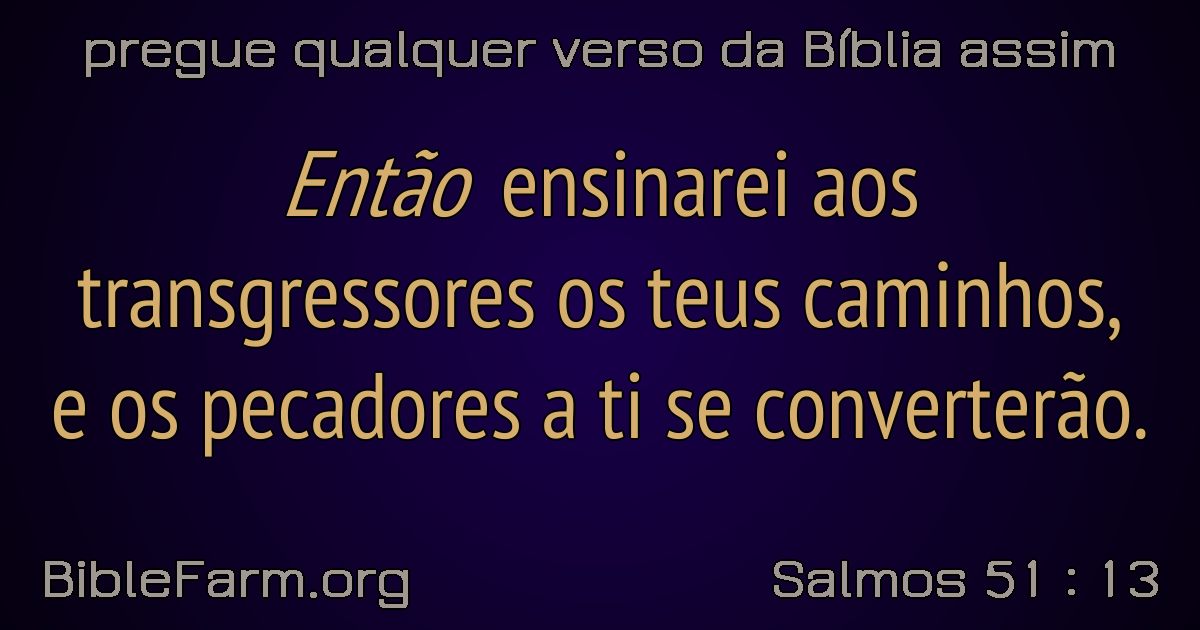 pregue qualquer verso da Bíblia assim
Então ensinarei aos
transgressores os teus caminhos,
e os pecadores a ti se converterão.
BibleFarm.org
Salmos 51 : 13